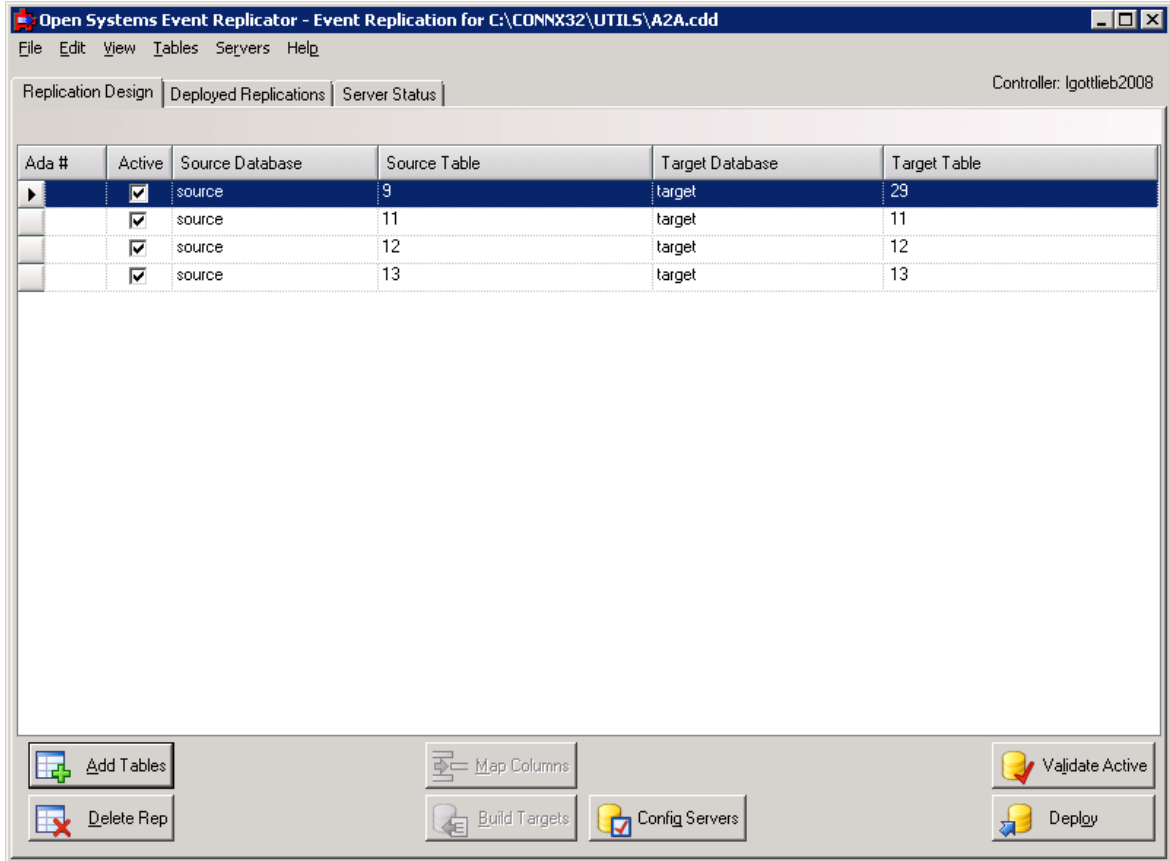 Open Systems Event Replicator - Event Replication for C:\CONNX32\UTILS\A2A.cdd
File Edit View Tables Servers Help
Replication Design Deployed Replications Server Status Controller: lgottlieb2008
Ada # Active Source Database Source Table Target Database Target Table
source 9 target 29
source 11 target 11
source 12 target 12
source 13 target 13
Add Tables Map Columns Validate Active
Delete Rep Build Targets Config Servers Deploy